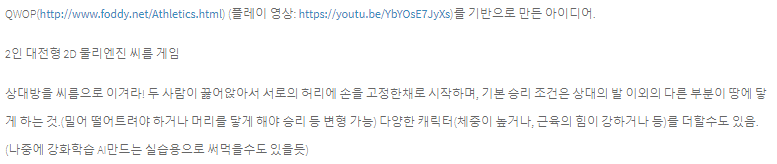 QWOP(http://www.foddy.net/Athletics.html) (플레이 영상: https://youtu.be/YbYOsE7JyXs)를 기반으로 만든 아이디어.
2인 대전형 2D 물리엔진 씨름 게임
상대방을 씨름으로 이겨라! 두 사람이 꿇어앉아서 서로의 허리에 손을 고정한채로 시작하며, 기본 승리 조건은 상대의 발 이외의 다른 부분이 땅에 닿
게 하는 것.(밀어 떨어트려야 하거나 머리를 닿게 해야 승리 등 변형 가능) 다양한 캐릭터(체중이 높거나, 근육의 힘이 강하거나 등)를 더할수도 있음.
(나중에 강화학습 AI만드는 실습용으로 써먹을수도 있을듯)